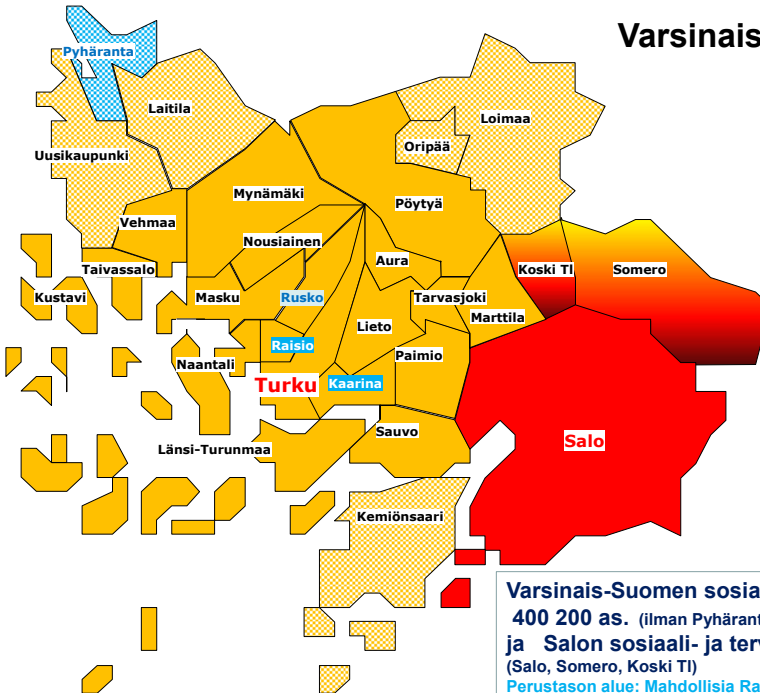 Varsinais
Pyhäranta
Laitila
Loimaa
Oripää
Uusikaupunki
Mynämäki
Pöytyä
Vehmaa
Nousiainen
Aura
Koski Tl
Somero
Taivassalo
Kustavi
Masku
Rusko
Tarvasjoki
Marttila
Lieto
Raisio
Paimio
Naantali
Turku
Kaarina
Sauvo
Salo
Länsi-Turunmaa
Kemiönsaari
Varsinais-Suomen sosia
400 200 as. (ilman Pyhärant
ja Salon sosiaali- ja terv
(Salo, Somero, Koski Tl)
Perustason alue: Mahdollisia Ra